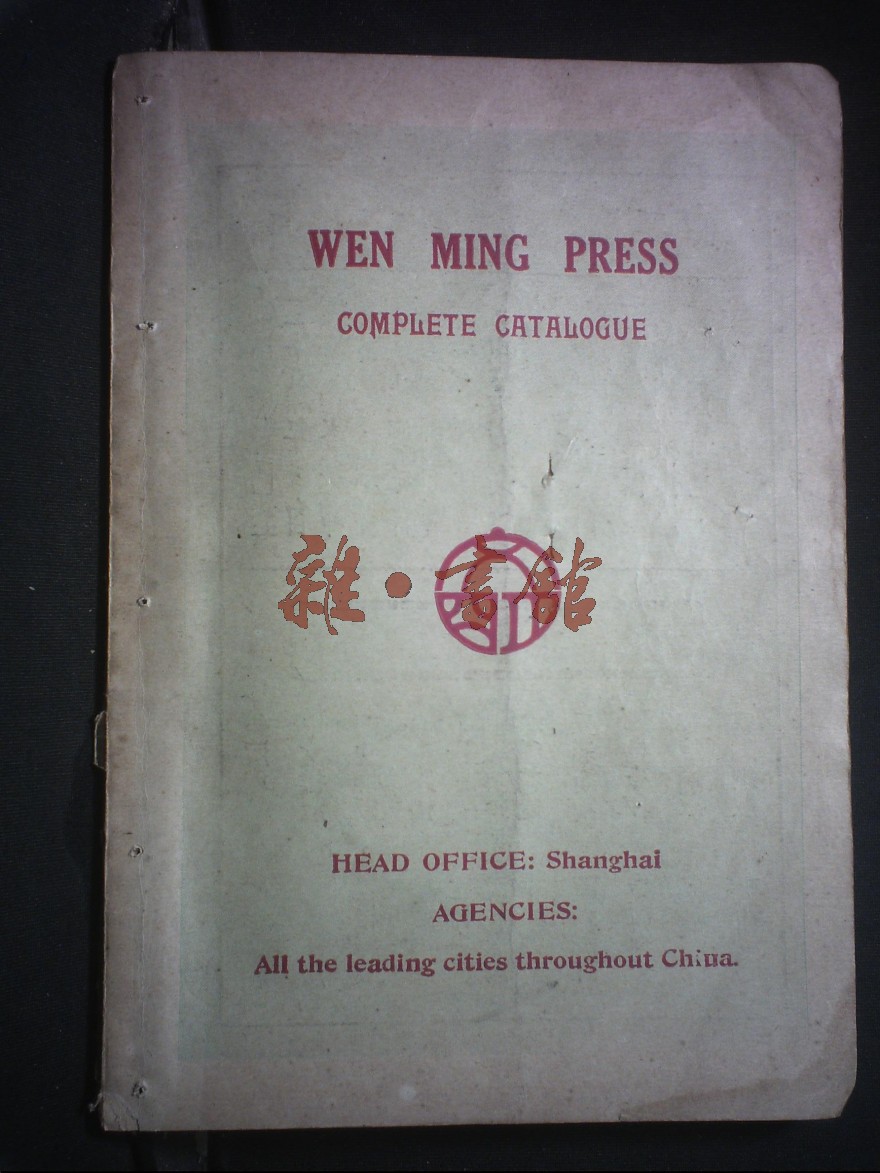 WEN MING PRESS
COMPLETE CATALOGUE
雜·書館
HEAD OFFICE: Shanghai
AGENCIES:
All the leading cities throughout China.